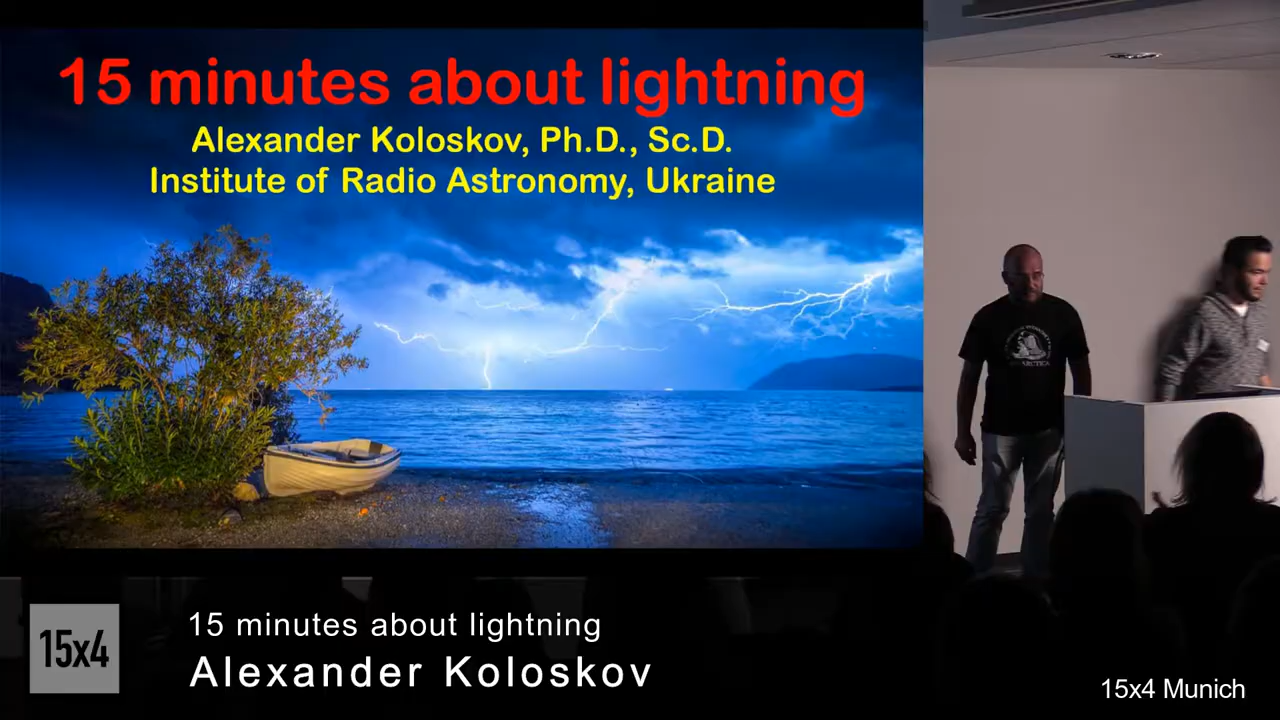 15 minutes about lightning
Alexander Koloskov, Ph.D., Sc.D.
Institute of Radio Astronomy, Ukraine
15x4
15 minutes about lightning
Alexander Koloskov
15x4 Munich